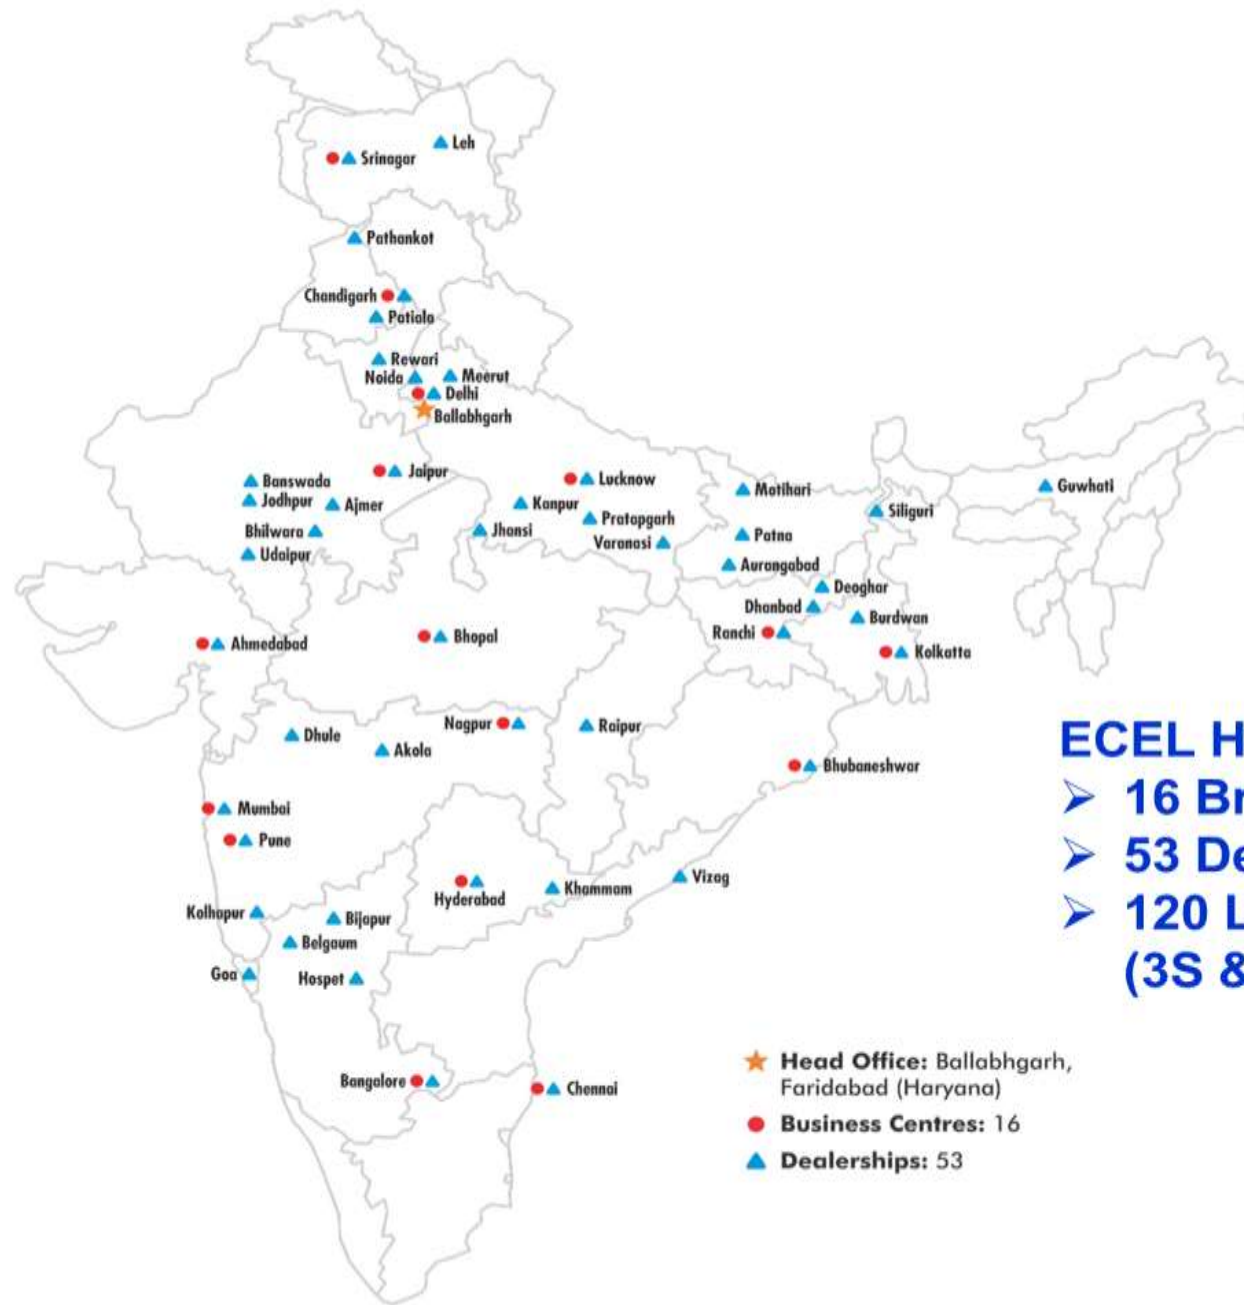 Leh
Srinagar
Pathankot
Chandigarh
Patiala
Rewari
Noida
Meerut
Delhi
Ballabhgarh
Jaipur
Lucknow
Banswada
Motihari
Guwhati
Jodhpur
Ajmer
Kanpur
Siliguri
Pratapgarh
Bhilwara
Jhansi
Patna
Varanasi
Udaipur
Aurangabad
Deoghar
Dhanbad
Burdwan
Ranchi
Bhopal
Ahmedabad
Kolkatta
Nagpur
Raipur
Dhule
Akola
ECEL H
Bhubaneshwar
➢ 16 Br
Mumbai
Pune
➢ 53 De
Vizag
Khammam
Hyderabad
➢ 120 L
Kolhapur
Bijapur
Belgaum
(3S &
Goa
Hospet
Head Office: Ballabhgarh,
Faridabad (Haryana)
Bangalore
Chennai
Business Centres: 16
Dealerships: 53